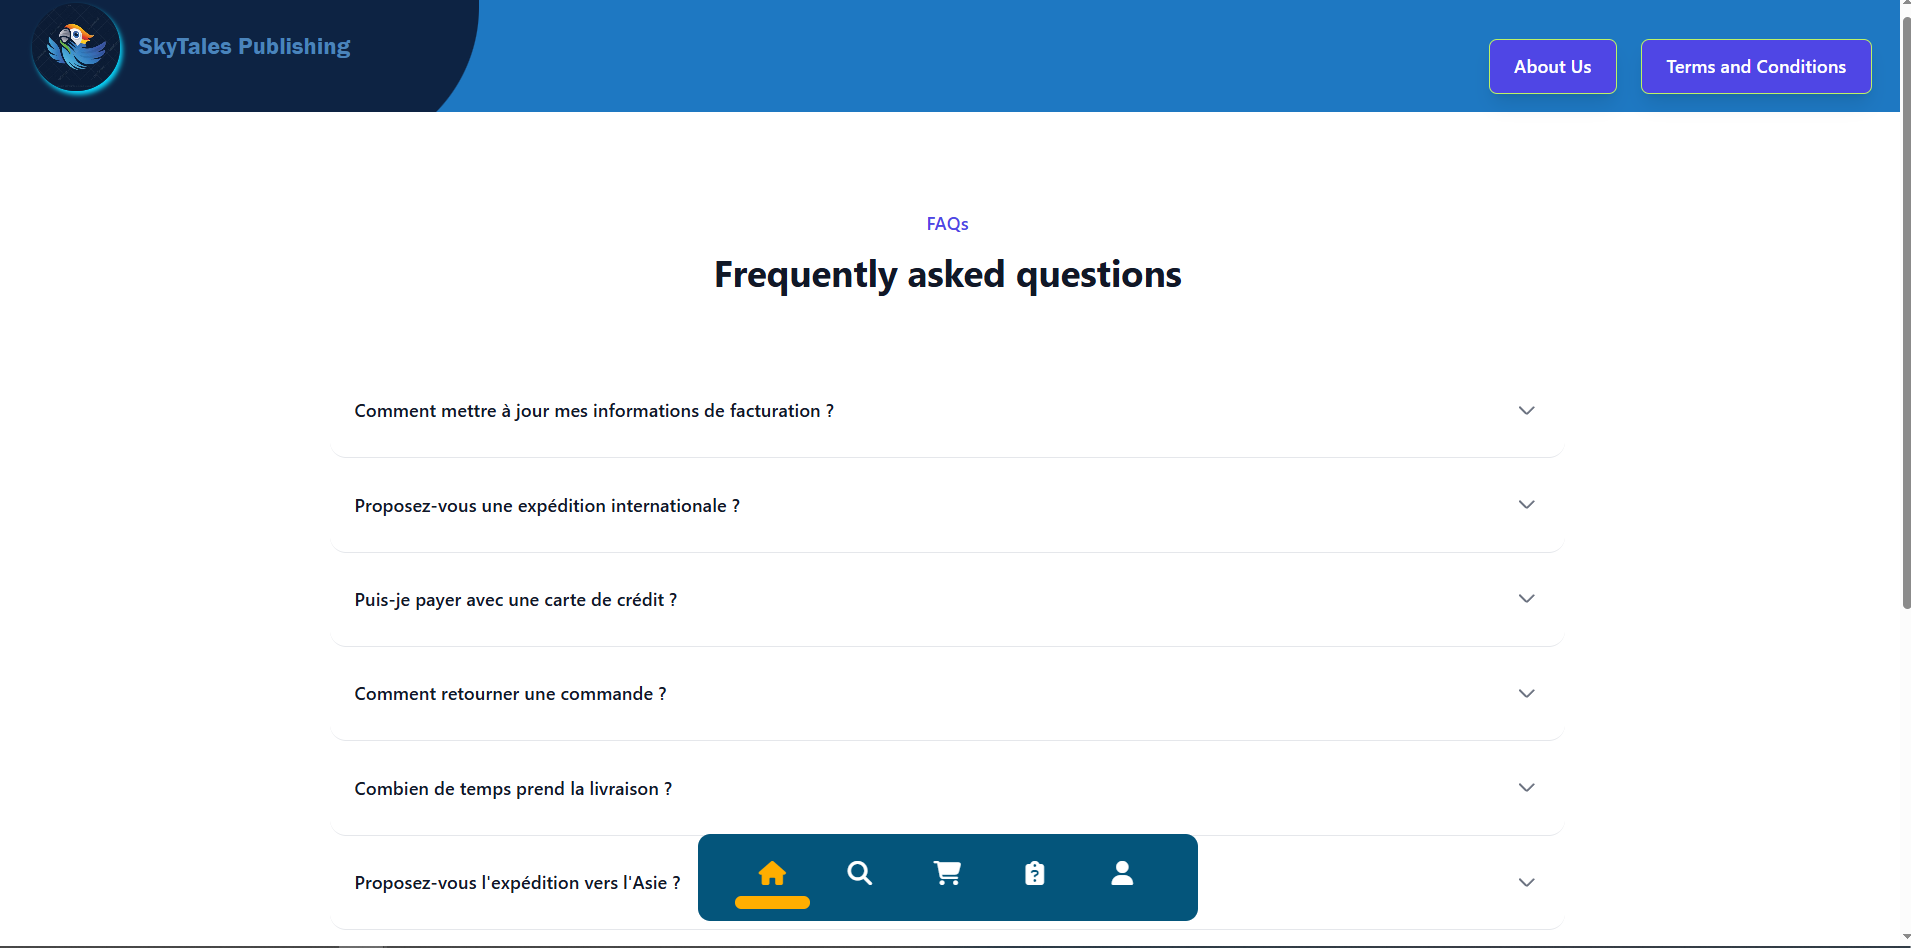 SkyTales Publishing
About Us
Terms and Conditions
FAQs
Frequently asked questions
Comment mettre à jour mes informations de facturation ?
Proposez-vous une expédition internationale ?
Puis-je payer avec une carte de crédit ?
Comment retourner une commande ?
Combien de temps prend la livraison ?
Proposez-vous l'expédition vers l'Asie ?